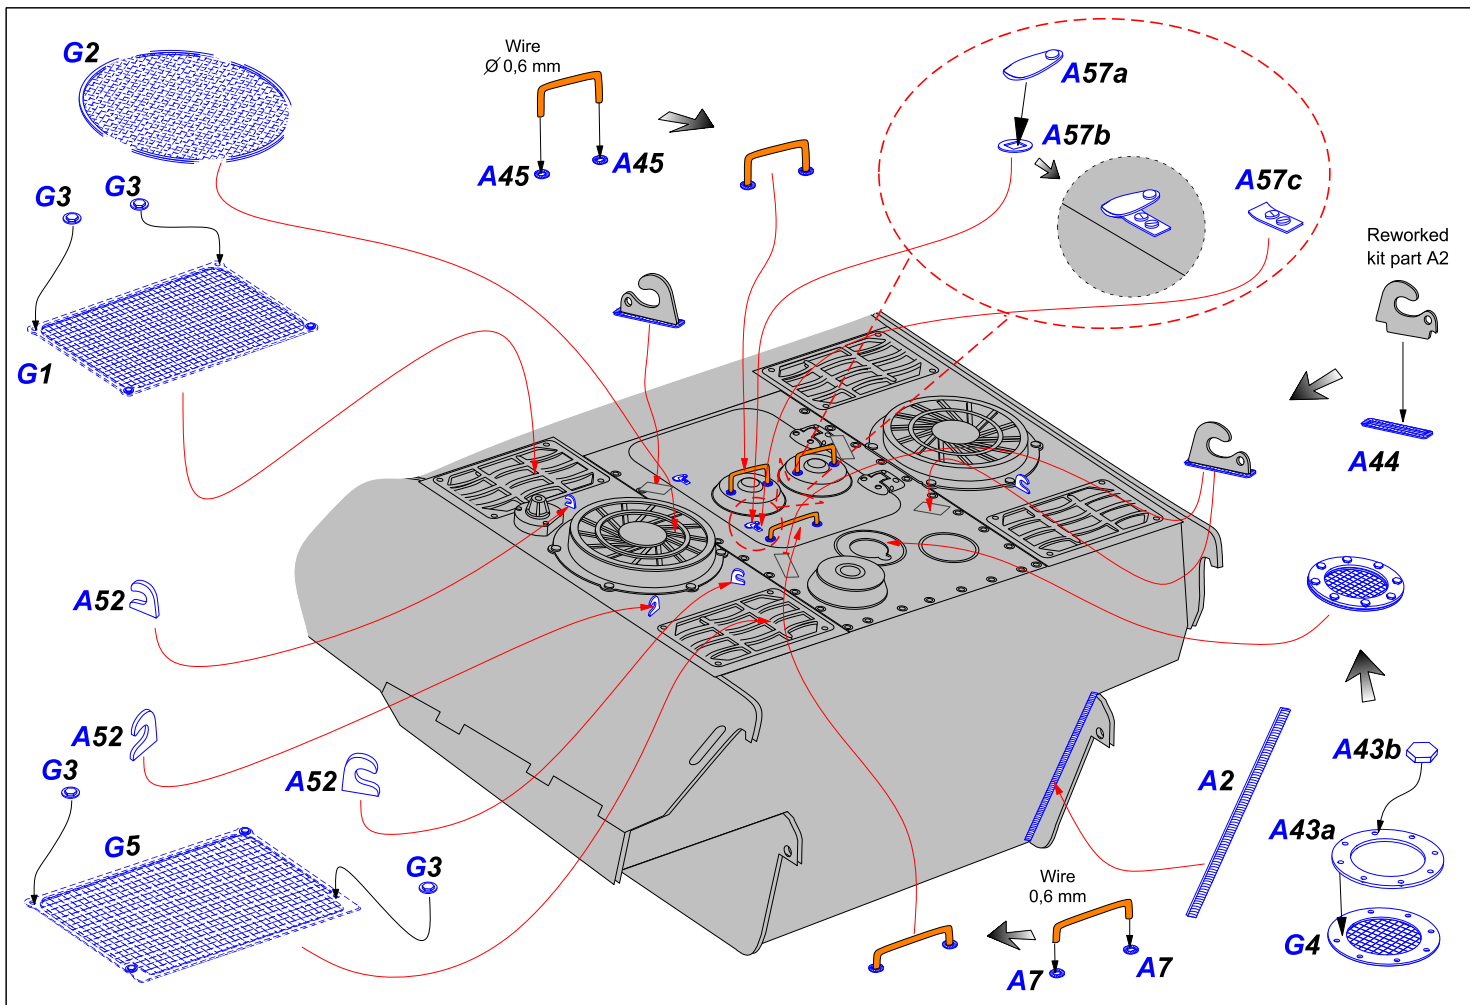 G2
Wire
Ø 0,6 mm
A57a
A57b
A45
A45
G3
G3
A57c
Reworked
kit part A2
G1
A44
A52
A52
G3
A52
A43b
A2
A43a
G5
G3
Wire
0,6 mm
G4
A7
A7